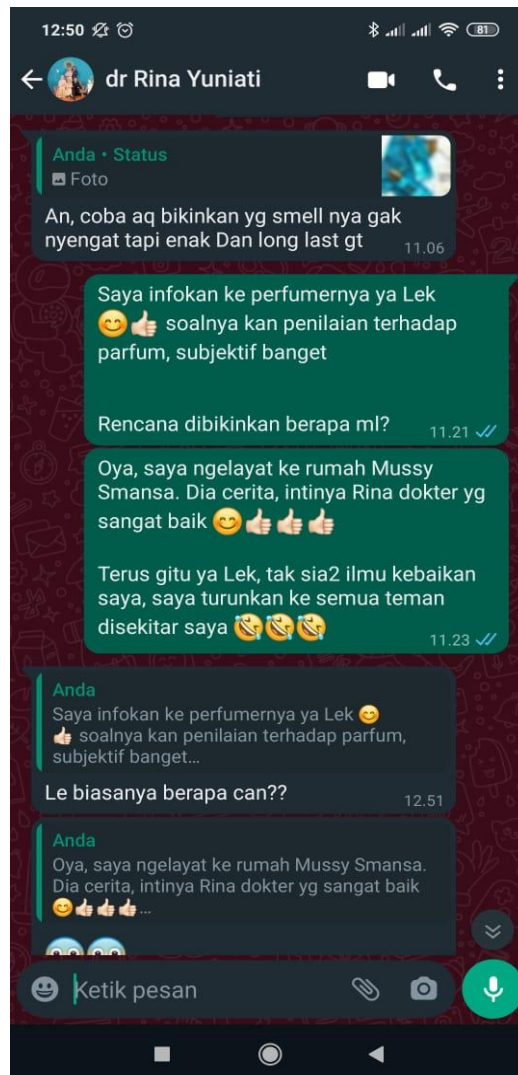 12:50
81
dr Rina Yuniati
Anda • Status
Foto
An, coba aq bikinkan yg smell nya gak
nyengat tapi enak Dan long last gt
11.06
Saya infokan ke perfumernya ya Lek
😊👍🏻 soalnya kan penilaian terhadap
parfum, subjektif banget
Rencana dibikinkan berapa ml?
11.21
Oya, saya ngelayat ke rumah Mussy
Smansa. Dia cerita, intinya Rina dokter yg
sangat baik 😊👍🏻👍🏻👍🏻
Terus gitu ya Lek, tak sia2 ilmu kebaikan
saya, saya turunkan ke semua teman
disekitar saya 🤣🤣🤣
11.23
Anda
Saya infokan ke perfumernya ya Lek 😊
👍🏻 soalnya kan penilaian terhadap parfum,
subjektif banget...
Le biasanya berapa can??
12.51
Anda
Oya, saya ngelayat ke rumah Mussy Smansa.
Dia cerita, intinya Rina dokter yg sangat baik
😊👍🏻👍🏻👍🏻...
Ketik pesan